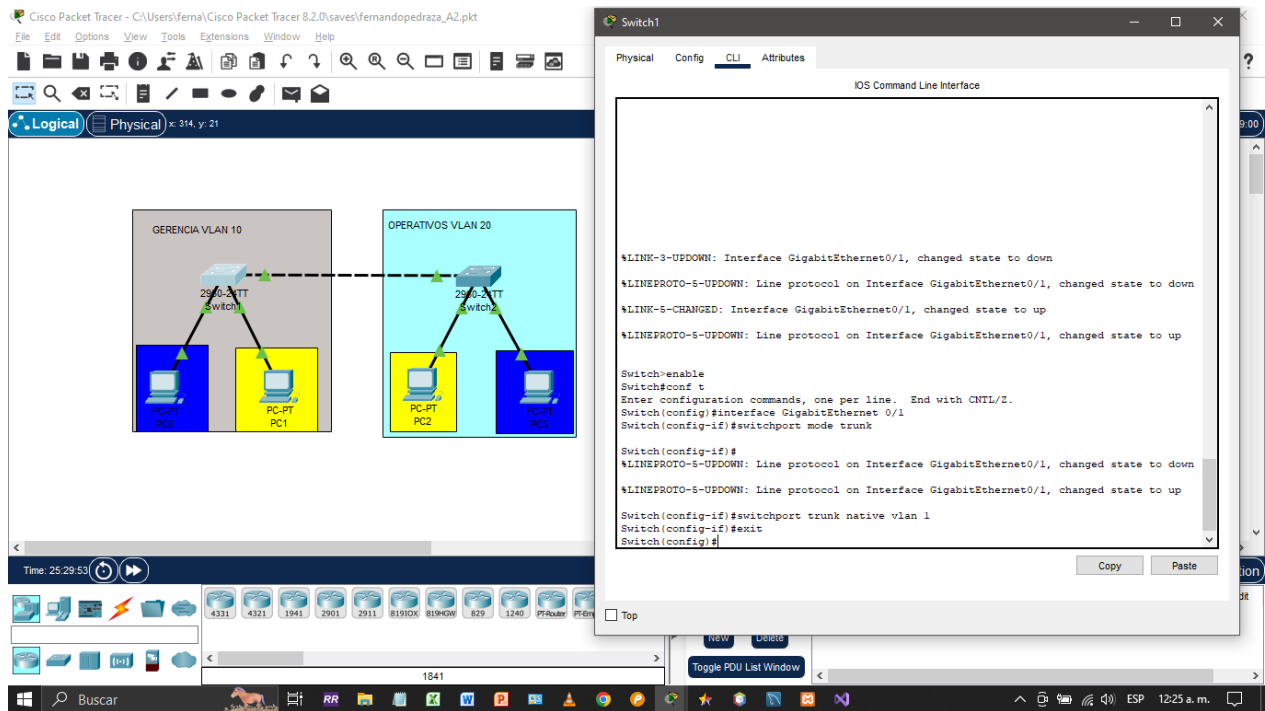 Cisco Packet Tracer - C:\Users\ferna\Cisco Packet Tracer 8.2.0\saves\fernandopedraza_A2.pkt
File Edit Options View Tools Extensions Window Help
Logical Physical x: 314, y: 21
GERENCIA VLAN 10
OPERATIVOS VLAN 20
2960-24TT
Switch1
2960-24TT
Switch2
PC-PT
PC0
PC-PT
PC1
PC-PT
PC2
PC-PT
PC3
Switch1
Physical Config CLI Attributes
IOS Command Line Interface
%LINK-3-UPDOWN: Interface GigabitEthernet0/1, changed state to down
%LINEPROTO-5-UPDOWN: Line protocol on Interface GigabitEthernet0/1, changed state to down
%LINK-5-CHANGED: Interface GigabitEthernet0/1, changed state to up
%LINEPROTO-5-UPDOWN: Line protocol on Interface GigabitEthernet0/1, changed state to up
Switch>enable
Switch#conf t
Enter configuration commands, one per line. End with CNTL/Z.
Switch(config)#interface GigabitEthernet 0/1
Switch(config-if)#switchport mode trunk
Switch(config-if)#
%LINEPROTO-5-UPDOWN: Line protocol on Interface GigabitEthernet0/1, changed state to down
%LINEPROTO-5-UPDOWN: Line protocol on Interface GigabitEthernet0/1, changed state to up
Switch(config-if)#switchport trunk native vlan 1
Switch(config-if)#exit
Switch(config)#
Copy Paste
Top
9:00
Time: 25:29:53
4331 4321 1941 2901 2911 819IOX 819HGW 829 1240 PT-Router
1841
New Delete
Toggle PDU List Window
Buscar
ESP 12:25 a. m.